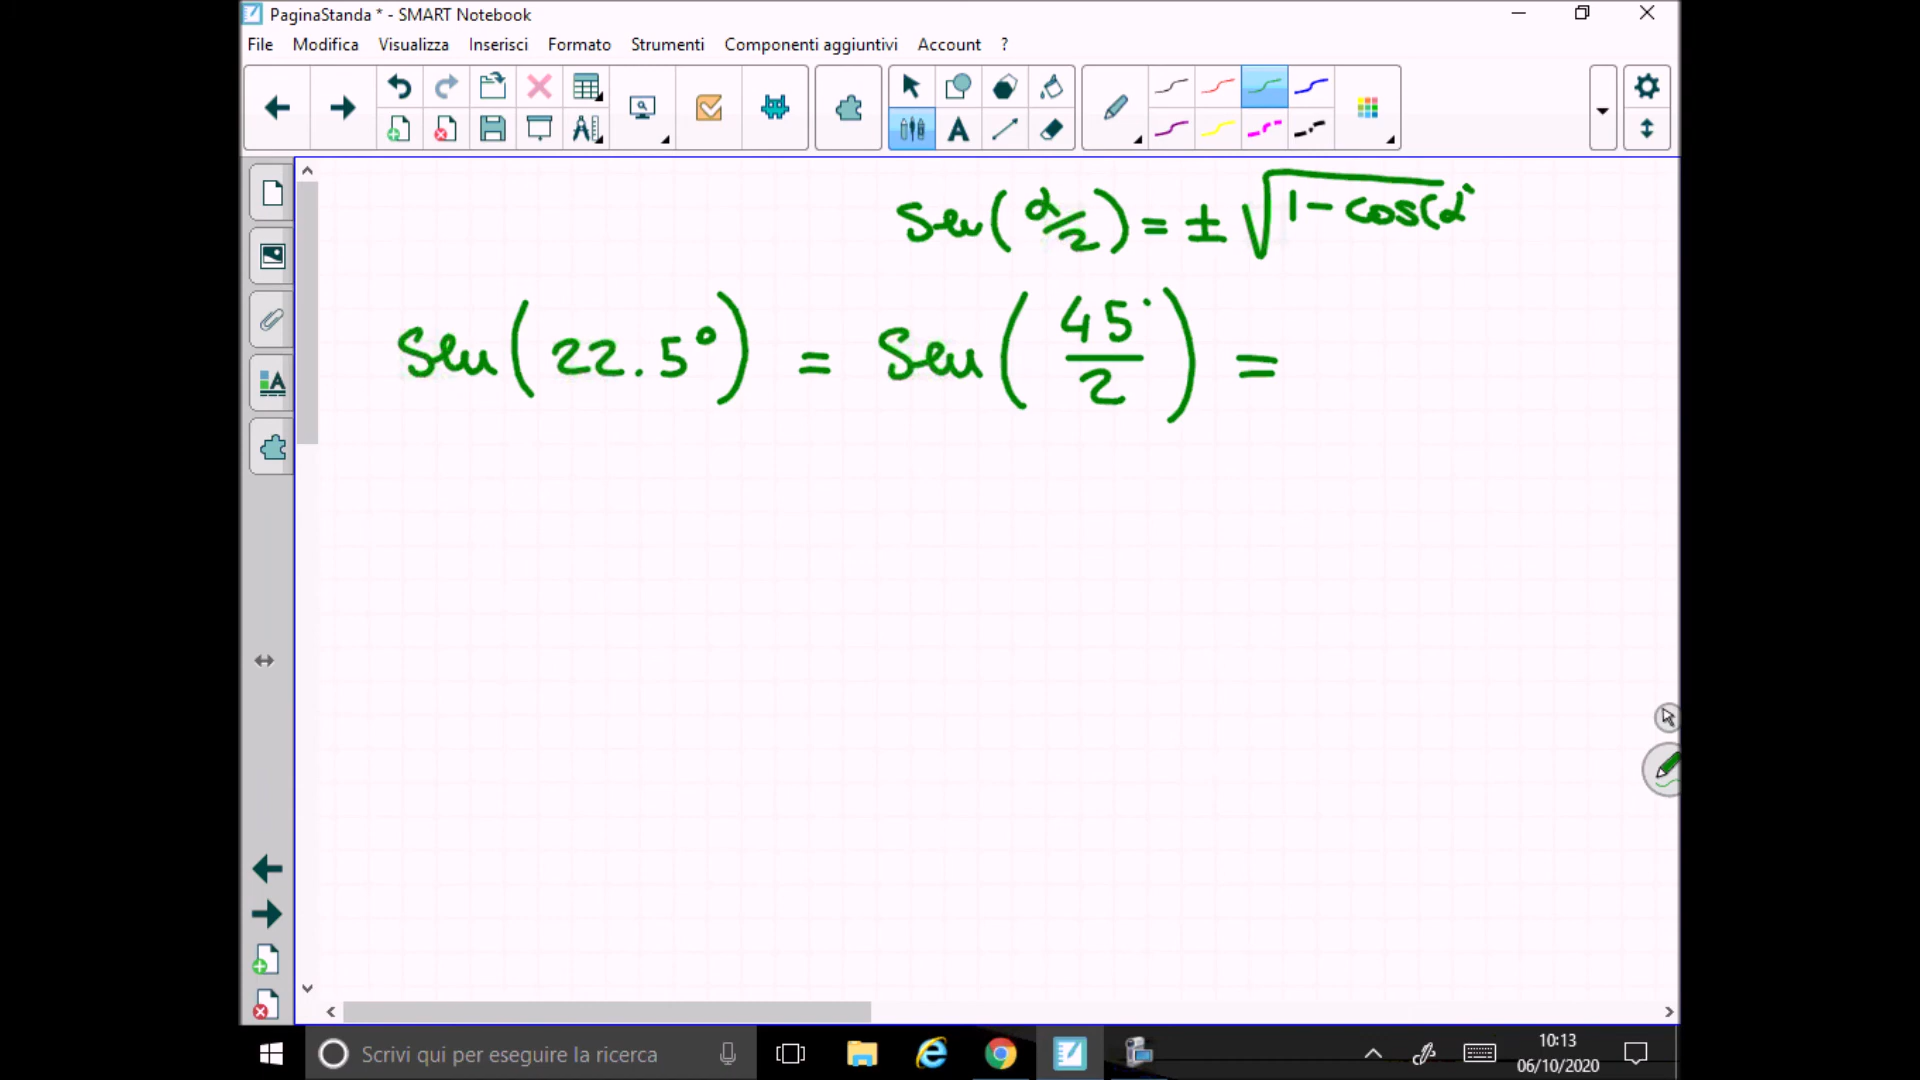 PaginaStanda * - SMART Notebook
File Modifica Visualizza Inserisci Formato Strumenti Componenti aggiuntivi Account ?
Sen(α/2) = ± √1 - cos(α
Sen(22.5°) = Sen(45°/2) =
Scrivi qui per eseguire la ricerca
10:13
06/10/2020